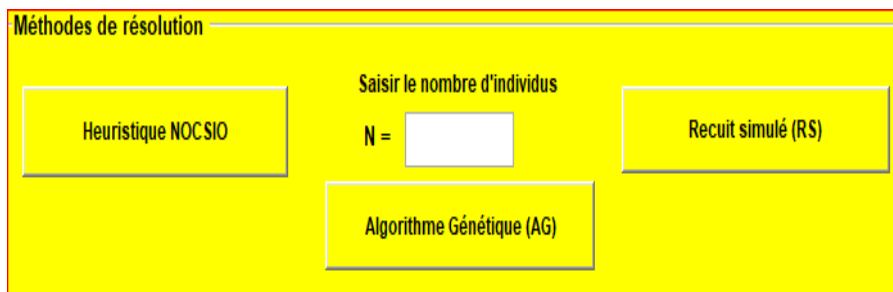 Méthodes de résolution
Saisir le nombre d'individus
Heuristique NOCSIO
N =
Recuit simulé (RS)
Algorithme Génétique (AG)